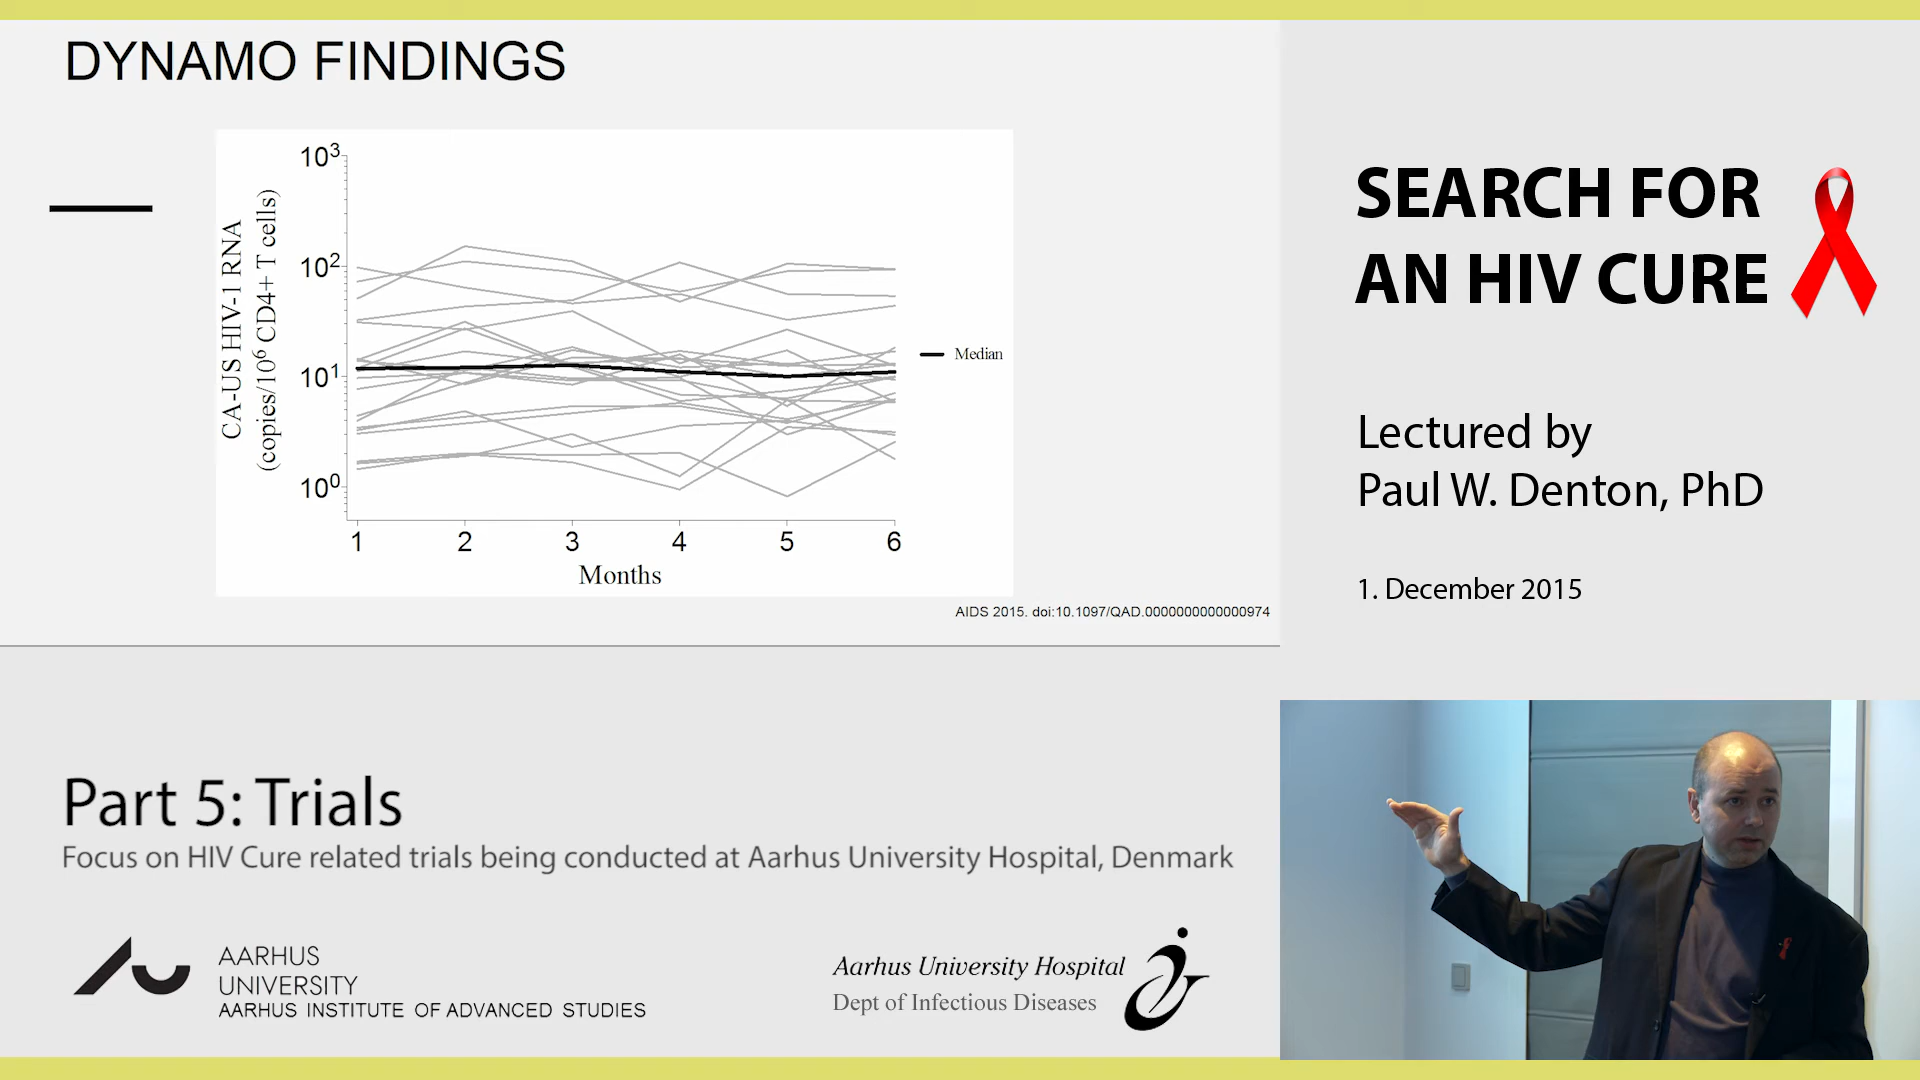 DYNAMO FINDINGS
CA-US HIV-1 RNA
(copies/10⁶ CD4+ T cells)
10³
10²
10¹
10⁰
1 2 3 4 5 6
Months
Median
AIDS 2015. doi:10.1097/QAD.0000000000000974
SEARCH FOR
AN HIV CURE
Lectured by
Paul W. Denton, PhD
1. December 2015
Part 5: Trials
Focus on HIV Cure related trials being conducted at Aarhus University Hospital, Denmark
AARHUS
UNIVERSITY
AARHUS INSTITUTE OF ADVANCED STUDIES
Aarhus University Hospital
Dept of Infectious Diseases